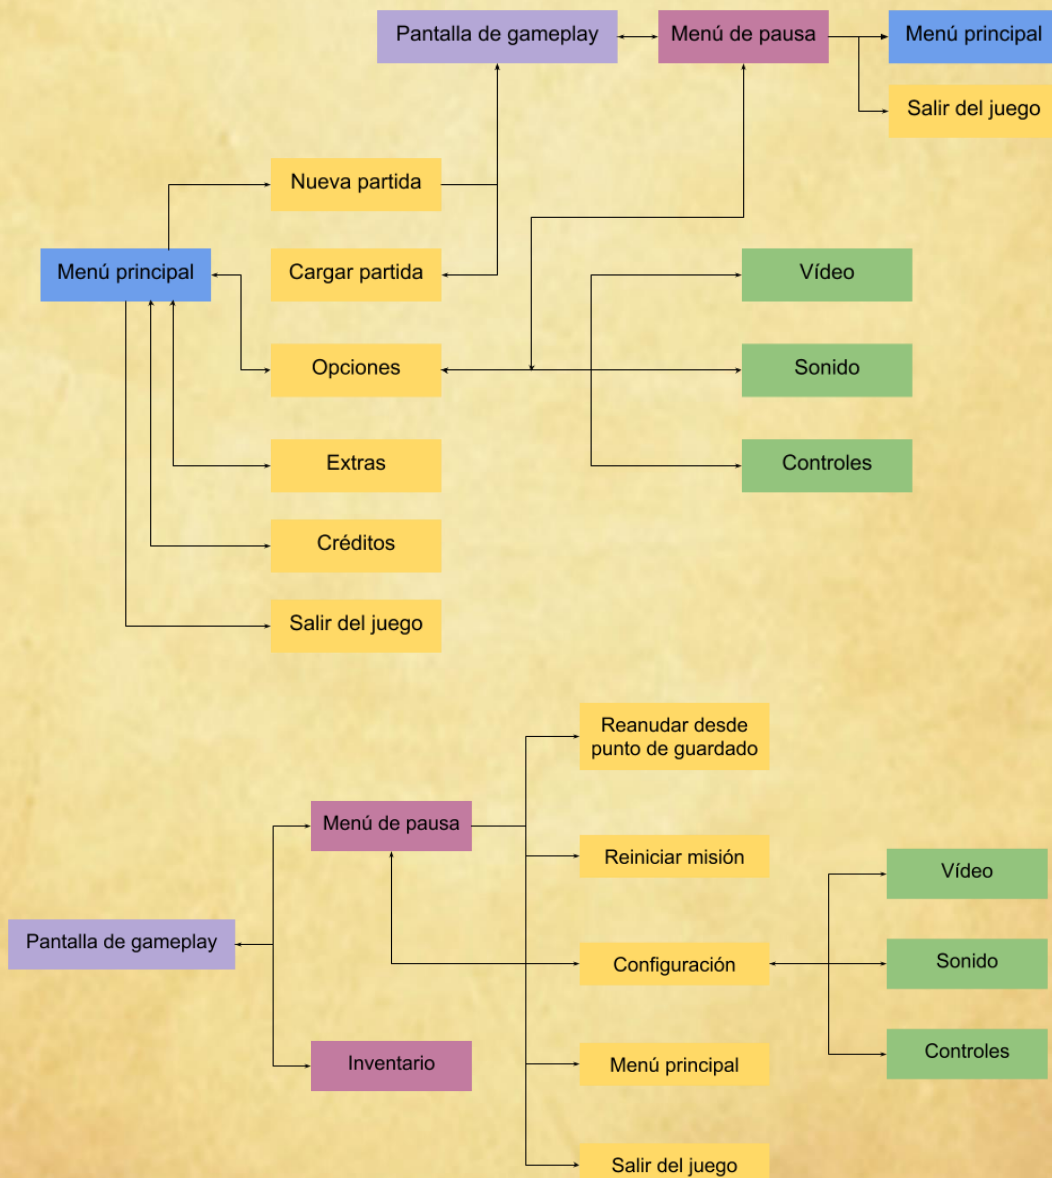 Pantalla de gameplay
Menú de pausa
Menú principal
Salir del juego
Nueva partida
Menú principal
Cargar partida
Vídeo
Opciones
Sonido
Extras
Controles
Créditos
Salir del juego
Reanudar desde
punto de guardado
Menú de pausa
Reiniciar misión
Vídeo
Pantalla de gameplay
Configuración
Sonido
Inventario
Menú principal
Controles
Salir del juego